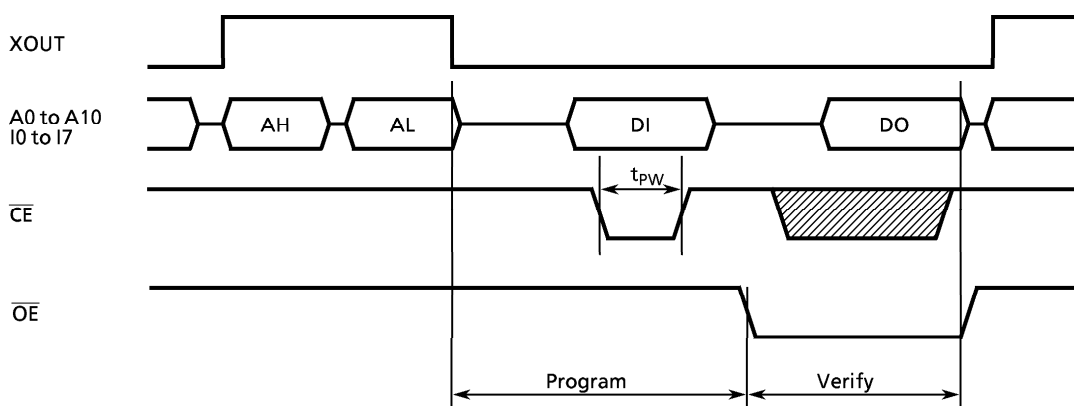 XOUT
A0 to A10
I0 to I7
AH
AL
DI
DO
tPW
CE
OE
Program
Verify